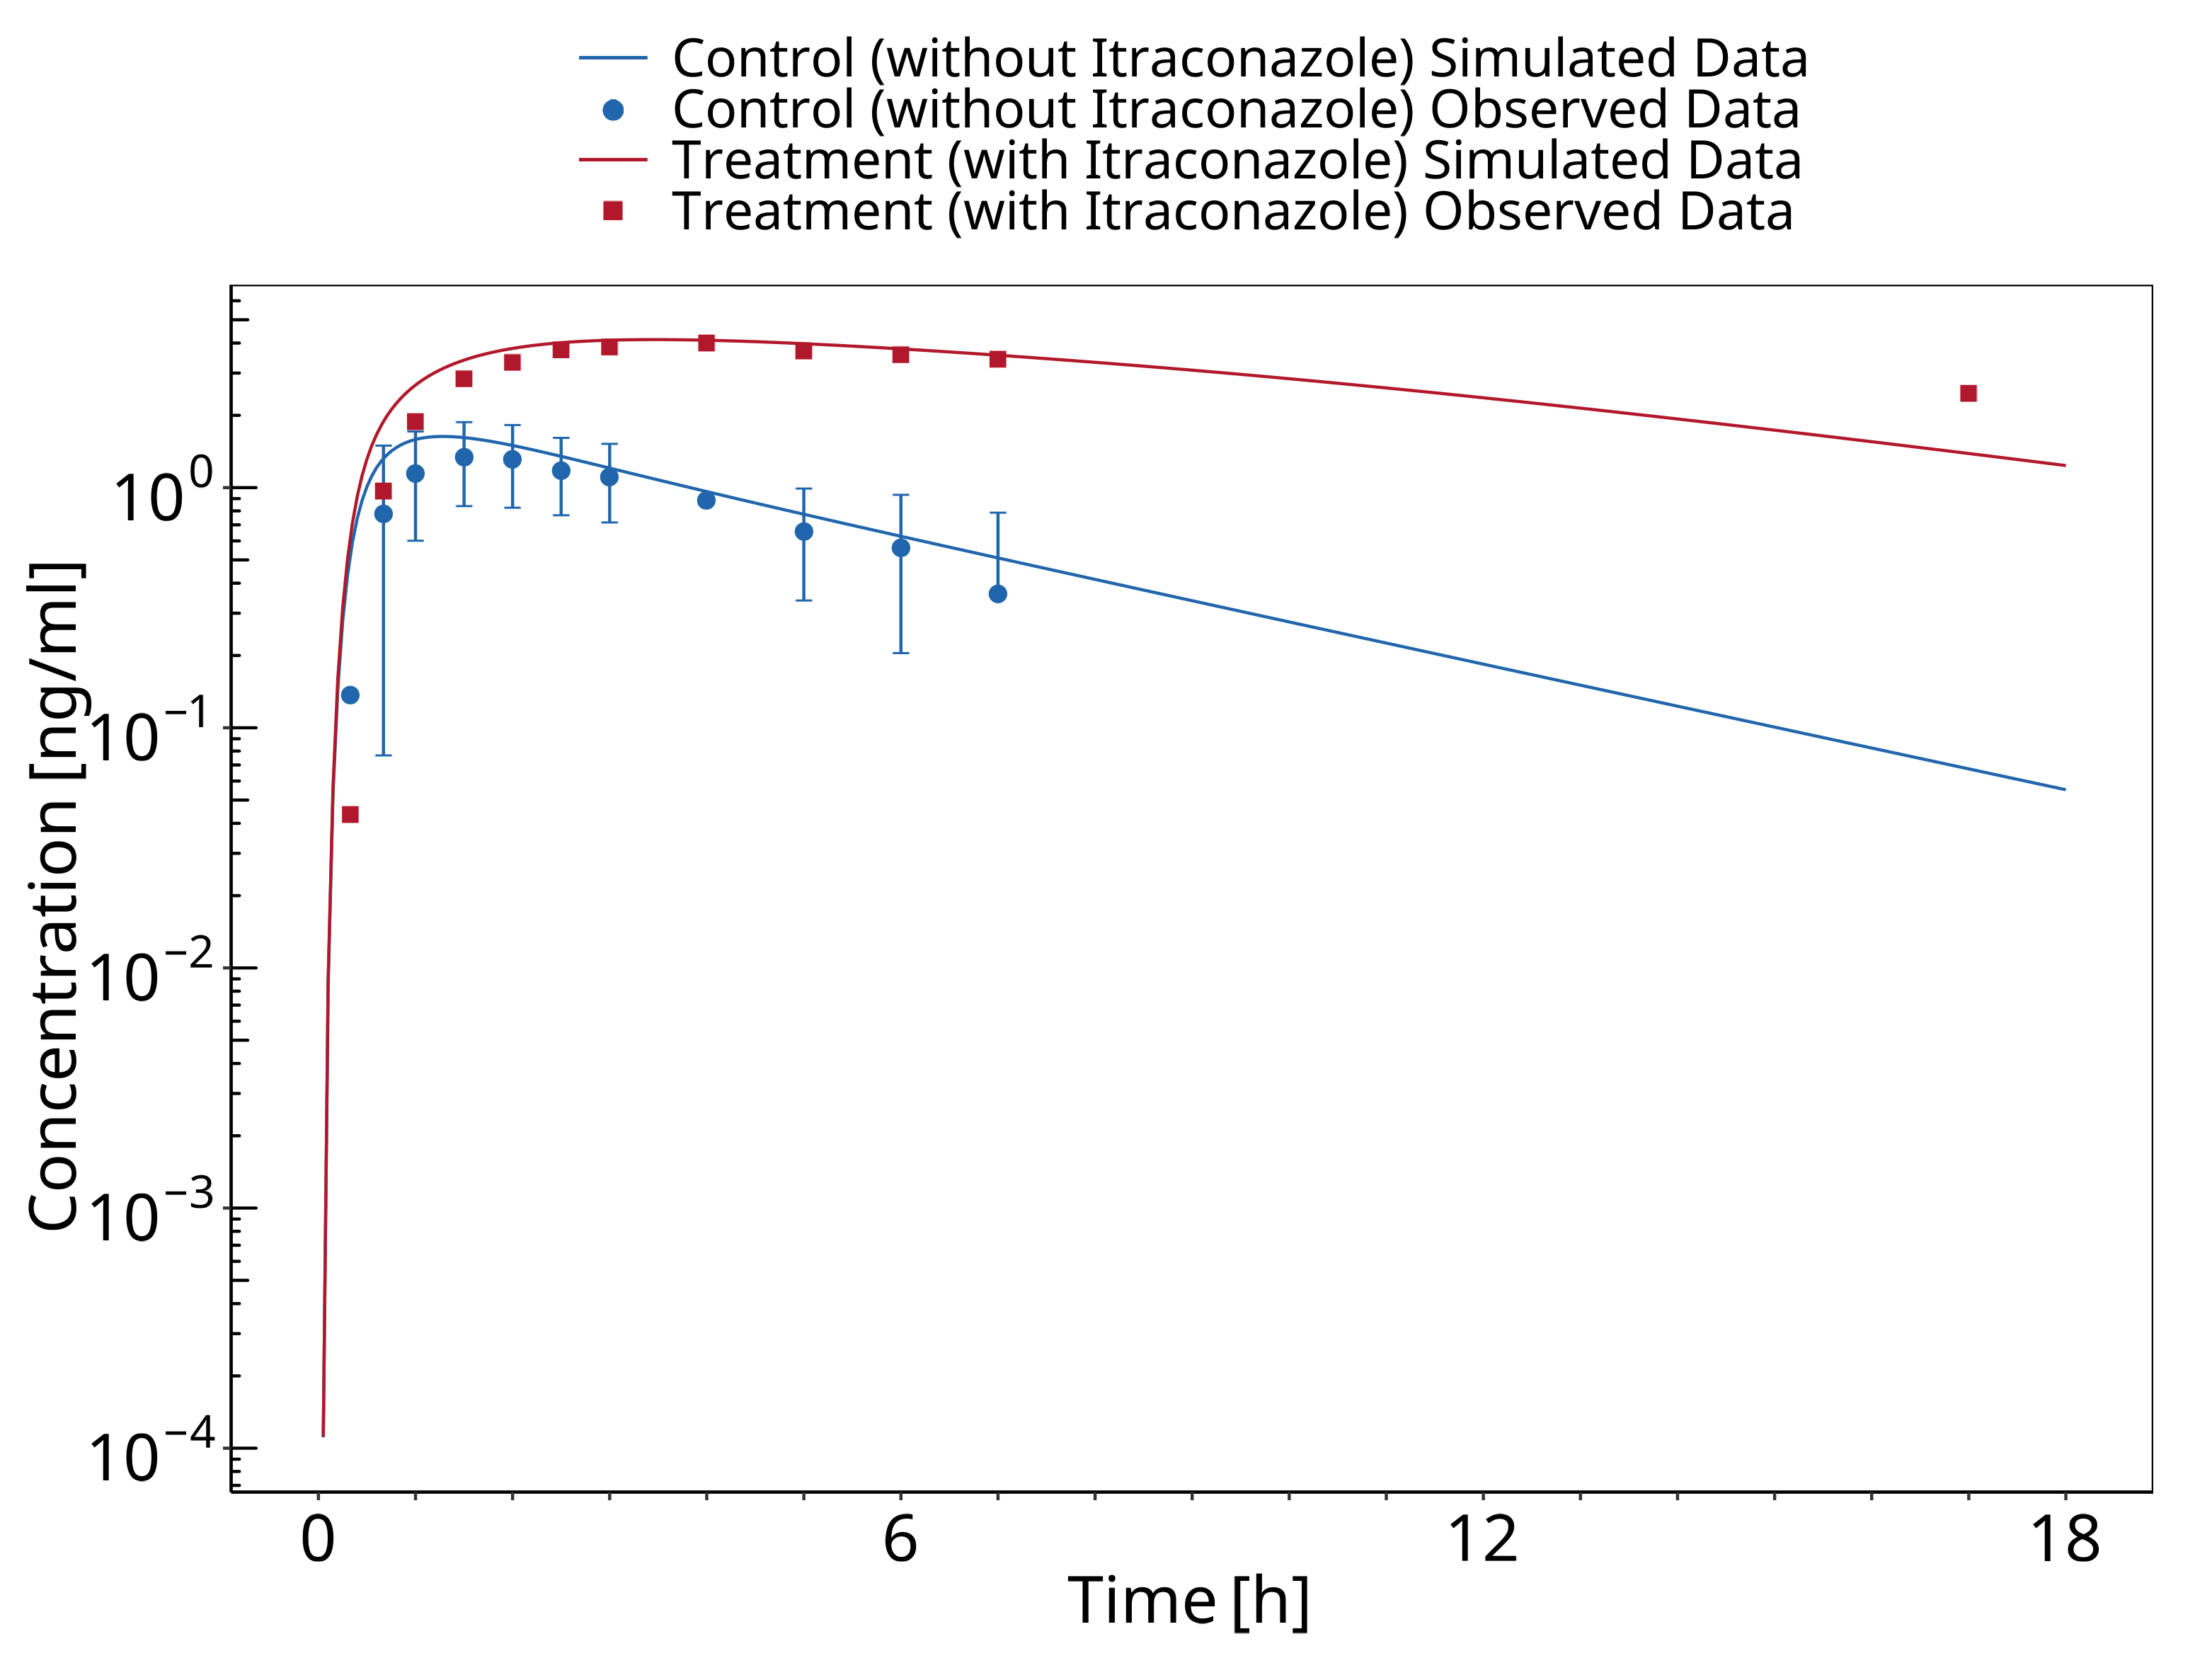 Control (without Itraconazole) Simulated Data
Control (without Itraconazole) Observed Data
Treatment (with Itraconazole) Simulated Data
Treatment (with Itraconazole) Observed Data
Concentration [ng/ml]
10⁰
10⁻¹
10⁻²
10⁻³
10⁻⁴
0 6 12 18
Time [h]